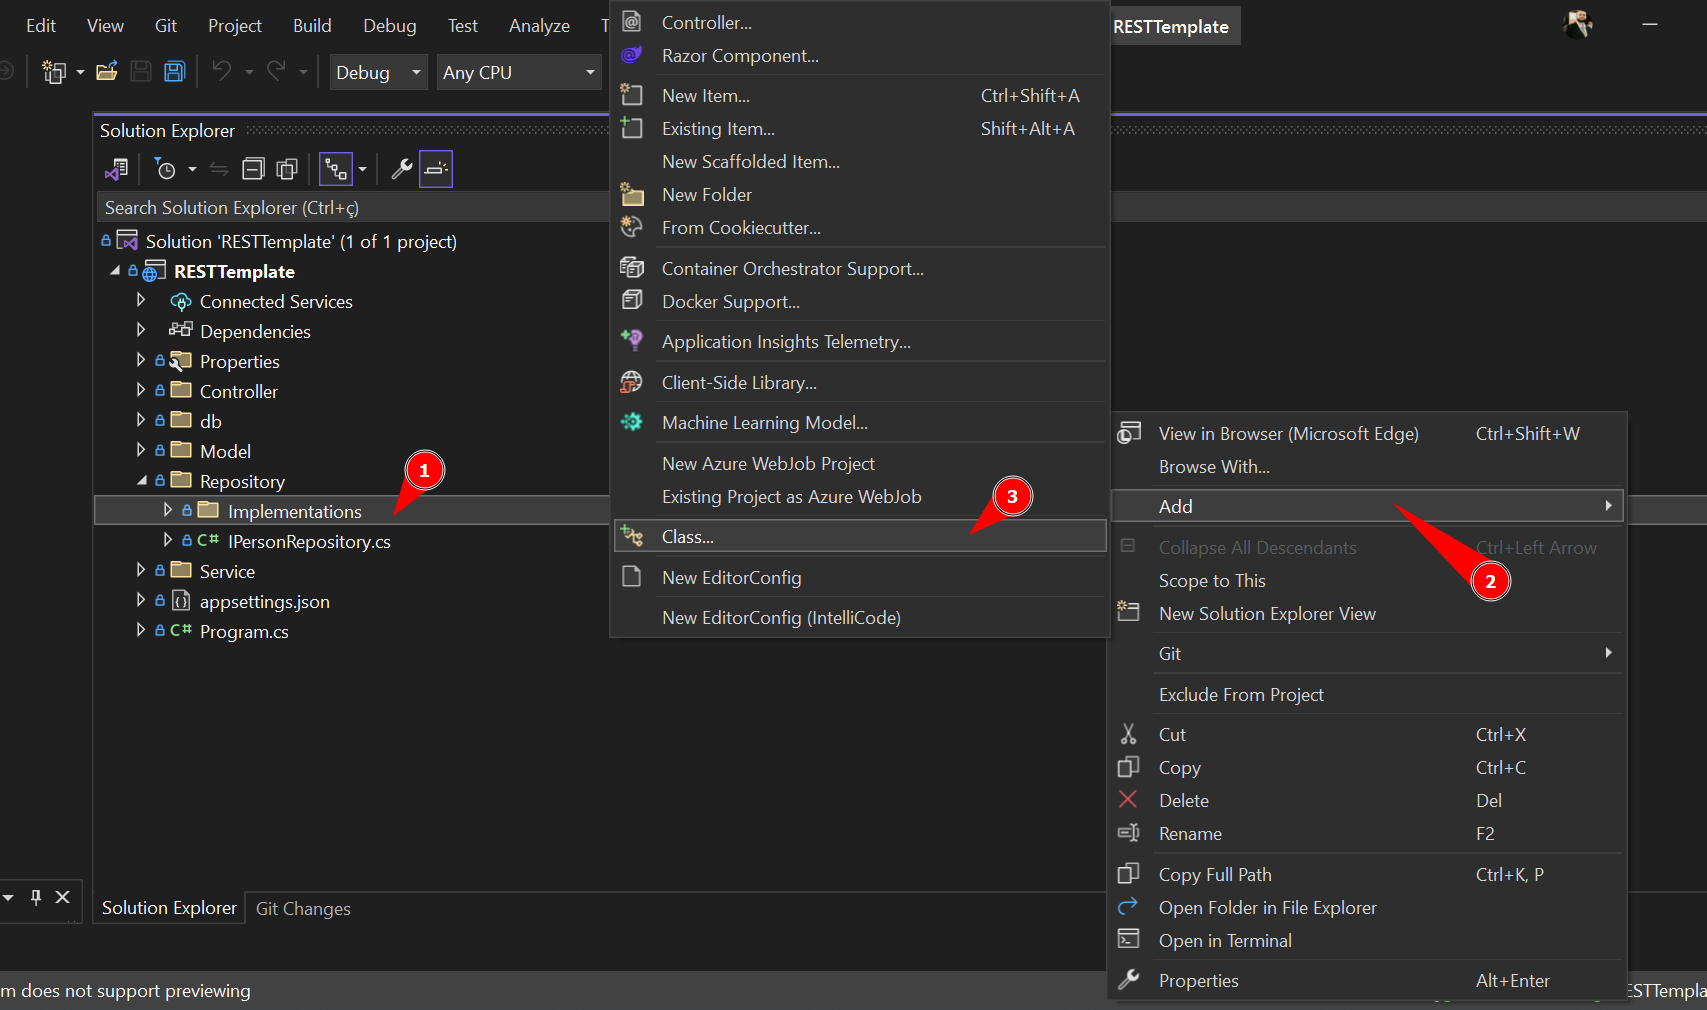 Edit View Git Project Build Debug Test Analyze T
RESTTemplate
Debug Any CPU
Solution Explorer
Search Solution Explorer (Ctrl+ç)
Solution 'RESTTemplate' (1 of 1 project)
RESTTemplate
Connected Services
Dependencies
Properties
Controller
db
Model
Repository
Implementations
C# IPersonRepository.cs
Service
appsettings.json
C# Program.cs
1
Controller...
Razor Component...
New Item... Ctrl+Shift+A
Existing Item... Shift+Alt+A
New Scaffolded Item...
New Folder
From Cookiecutter...
Container Orchestrator Support...
Docker Support...
Application Insights Telemetry...
Client-Side Library...
Machine Learning Model...
New Azure WebJob Project
Existing Project as Azure WebJob
3
Class...
New EditorConfig
New EditorConfig (IntelliCode)
View in Browser (Microsoft Edge) Ctrl+Shift+W
Browse With...
Add
Collapse All Descendants Ctrl+Left Arrow
2
Scope to This
New Solution Explorer View
Git
Exclude From Project
Cut Ctrl+X
Copy Ctrl+C
Delete Del
Rename F2
Copy Full Path Ctrl+K, P
Open Folder in File Explorer
Open in Terminal
Properties Alt+Enter
Solution Explorer Git Changes
m does not support previewing
ESTTempla